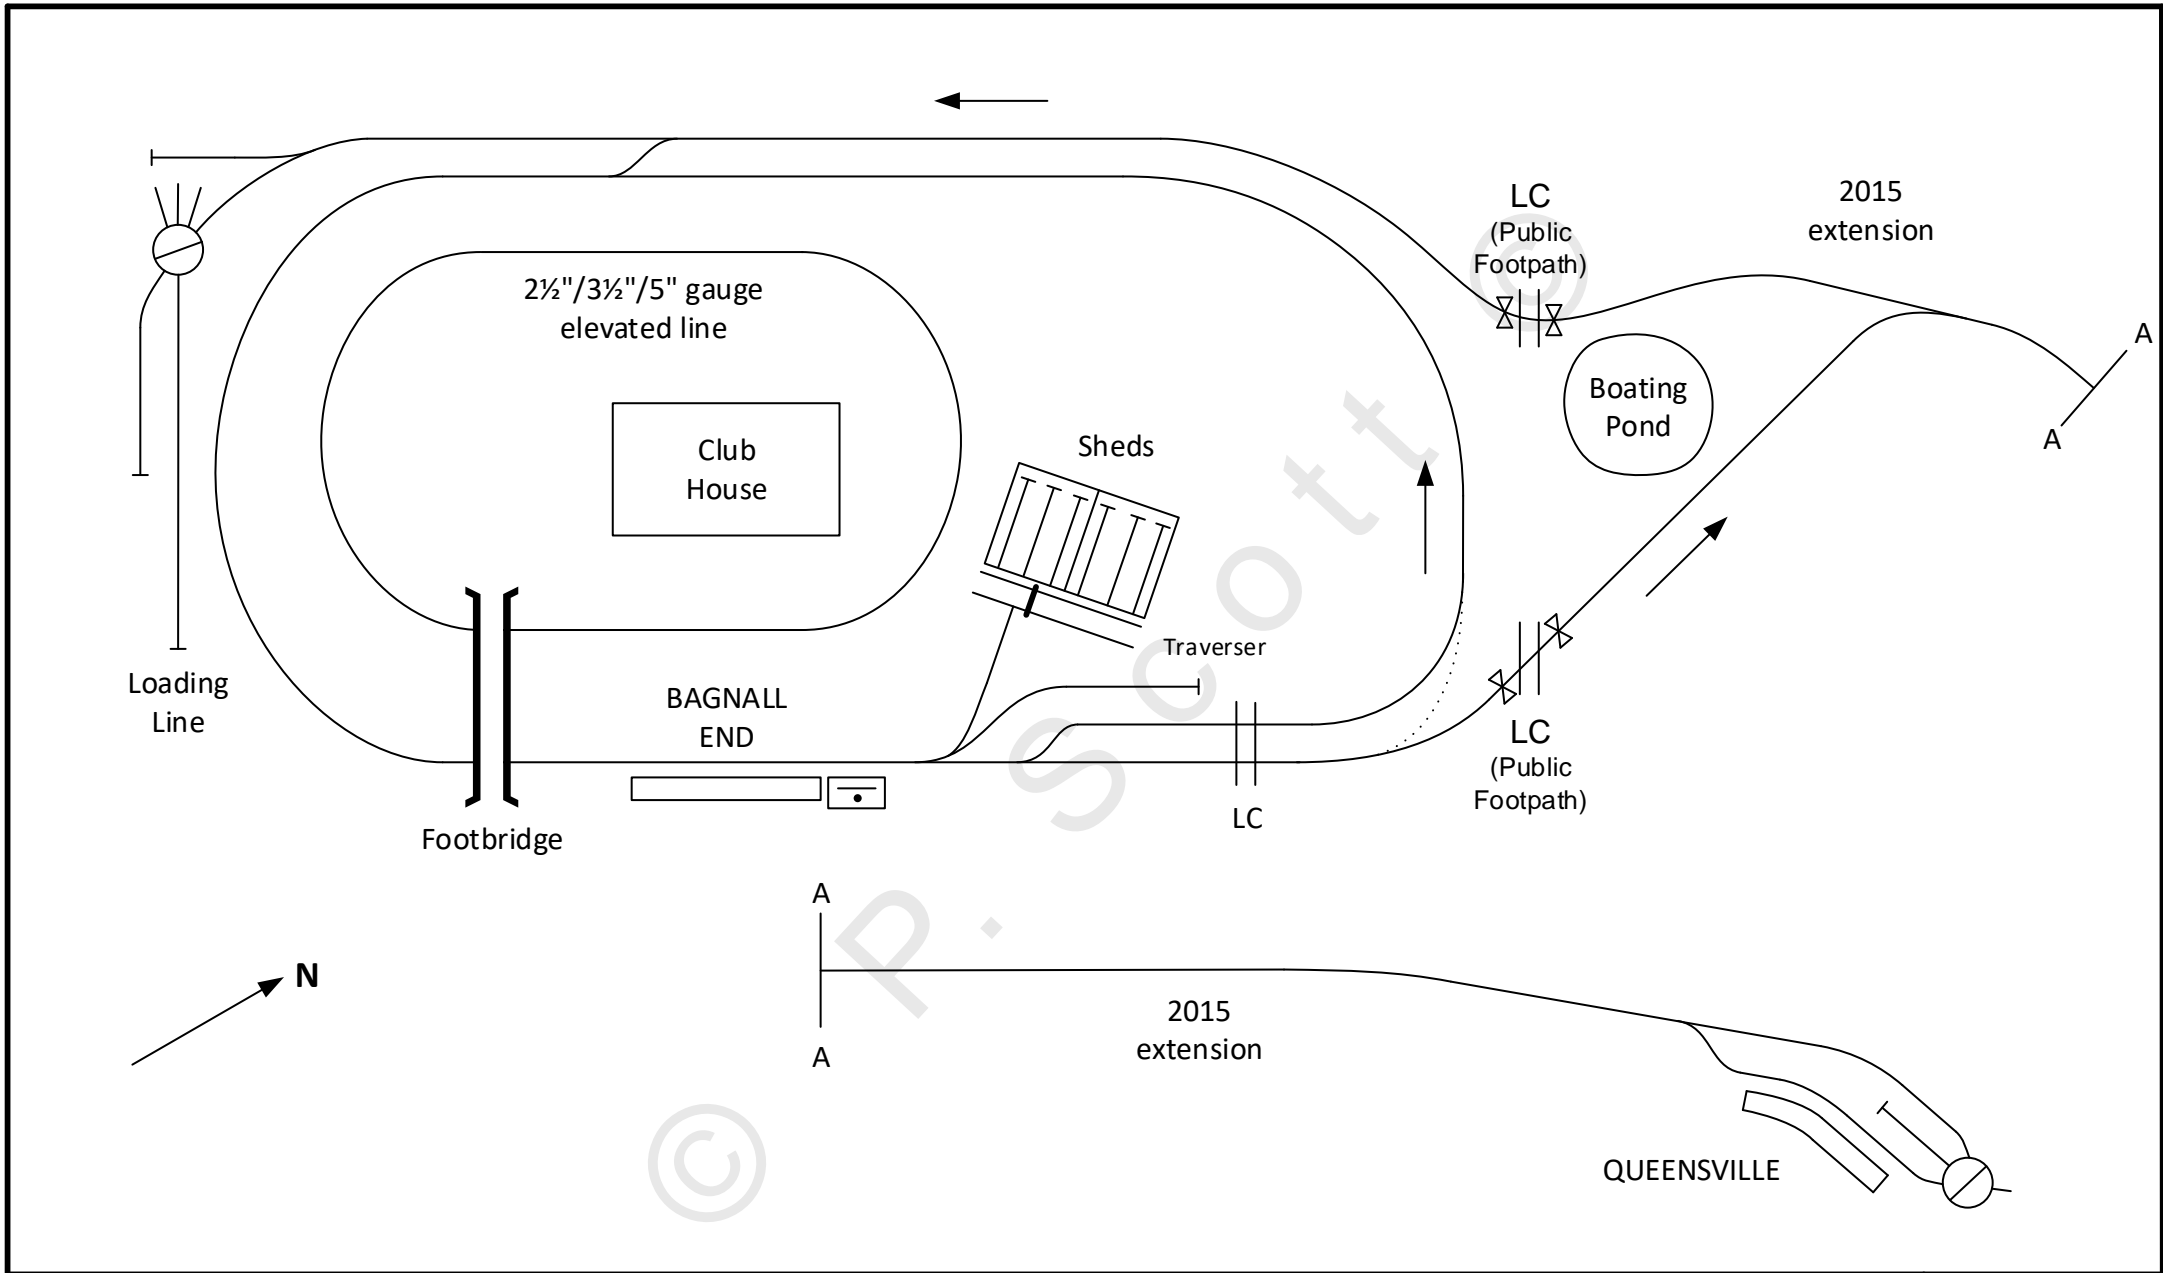 LC
(Public
Footpath)
2015
extension
2½"/3½"/5" gauge
elevated line
A
A
Boating
Pond
Club
House
Sheds
Traverser
Loading
Line
BAGNALL
END
LC
(Public
Footpath)
LC
Footbridge
A
N
2015
extension
A
QUEENSVILLE
© P. Scott ©